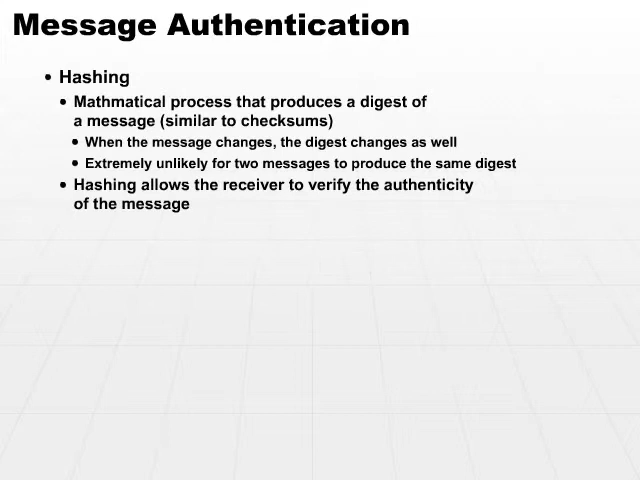 Message Authentication
• Hashing
• Mathmatical process that produces a digest of
a message (similar to checksums)
• When the message changes, the digest changes as well
• Extremely unlikely for two messages to produce the same digest
• Hashing allows the receiver to verify the authenticity
of the message